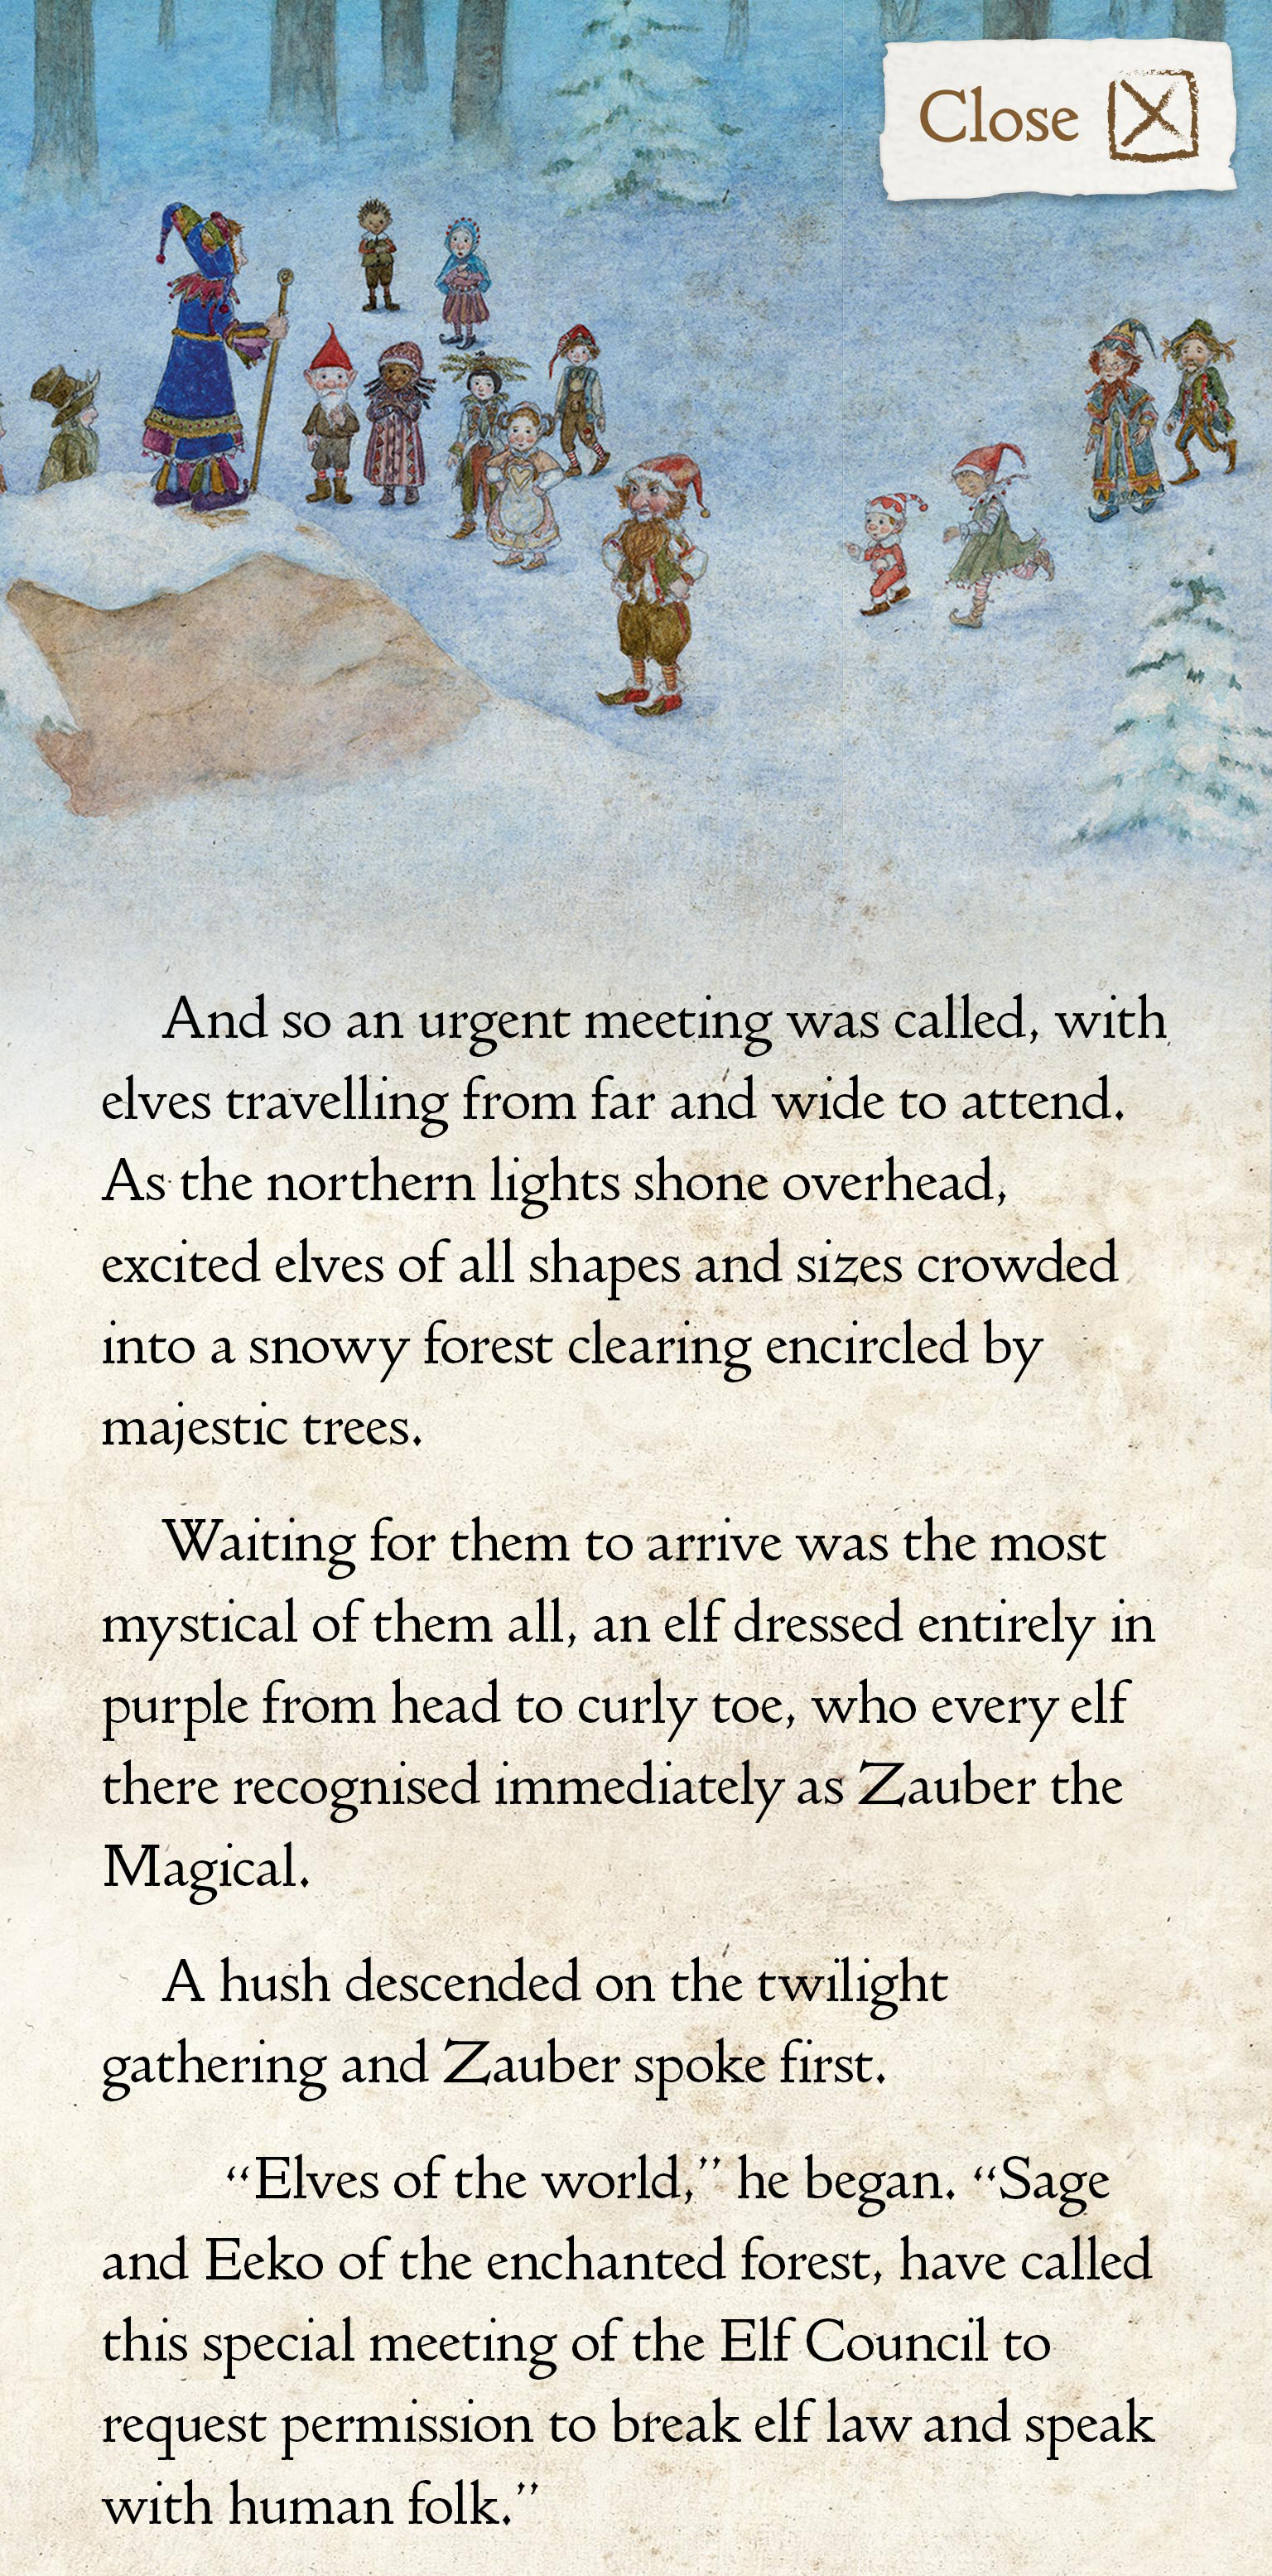 Close
And so an urgent meeting was called, with
elves travelling from far and wide to attend.
As the northern lights shone overhead,
excited elves of all shapes and sizes crowded
into a snowy forest clearing encircled by
majestic trees.
Waiting for them to arrive was the most
mystical of them all, an elf dressed entirely in
purple from head to curly toe, who every elf
there recognised immediately as Zauber the
Magical.
A hush descended on the twilight
gathering and Zauber spoke first.
“Elves of the world,” he began. “Sage
and Eeko of the enchanted forest, have called
this special meeting of the Elf Council to
request permission to break elf law and speak
with human folk.”